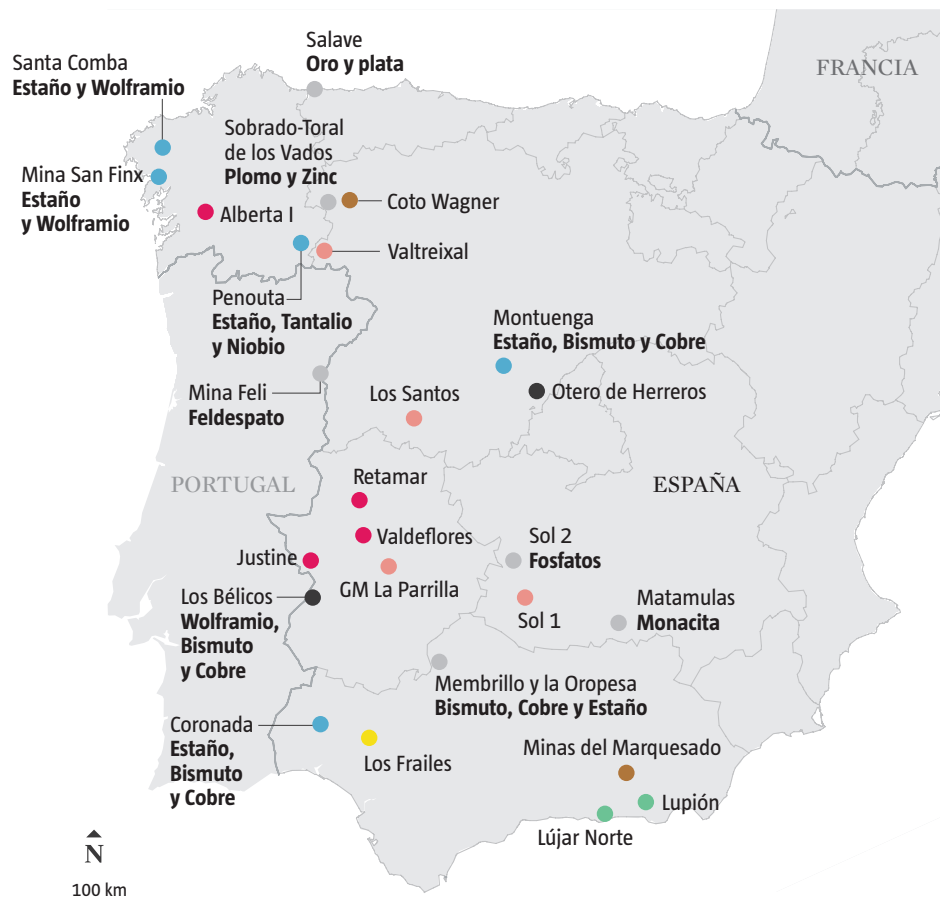 Salave
Oro y plata
Santa Comba
Estaño y Wolframio
FRANCIA
Sobrado-Toral
de los Vados
Plomo y Zinc
Mina San Finx
Estaño
y Wolframio
Alberta I
Coto Wagner
Valtreixal
Penouta
Estaño, Tantalio
y Niobio
Montuenga
Estaño, Bismuto y Cobre
Mina Feli
Feldespato
Los Santos
Otero de Herreros
PORTUGAL
Retamar
ESPAÑA
Valdeflores
Sol 2
Fosfatos
Justine
GM La Parrilla
Los Bélicos
Wolframio,
Bismuto
y Cobre
Sol 1
Matamulas
Monacita
Membrillo y la Oropesa
Bismuto, Cobre y Estaño
Coronada
Estaño,
Bismuto
y Cobre
Los Frailes
Minas del Marquesado
Lupión
Lújar Norte
N
100 km